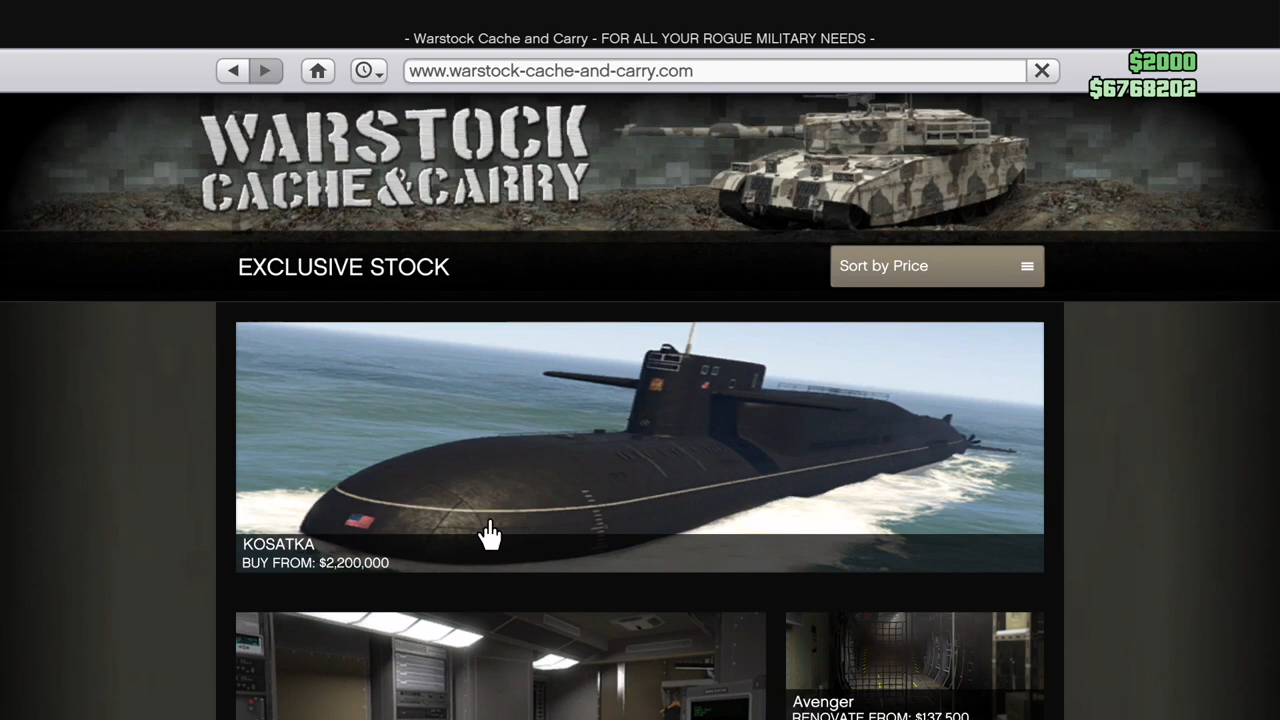 - Warstock Cache and Carry - FOR ALL YOUR ROGUE MILITARY NEEDS -
www.warstock-cache-and-carry.com
$2000
$6768202
WARSTOCK
CACHE&CARRY
EXCLUSIVE STOCK
Sort by Price
KOSATKA
BUY FROM: $2,200,000
Avenger
RENOVATE FROM: $137,500